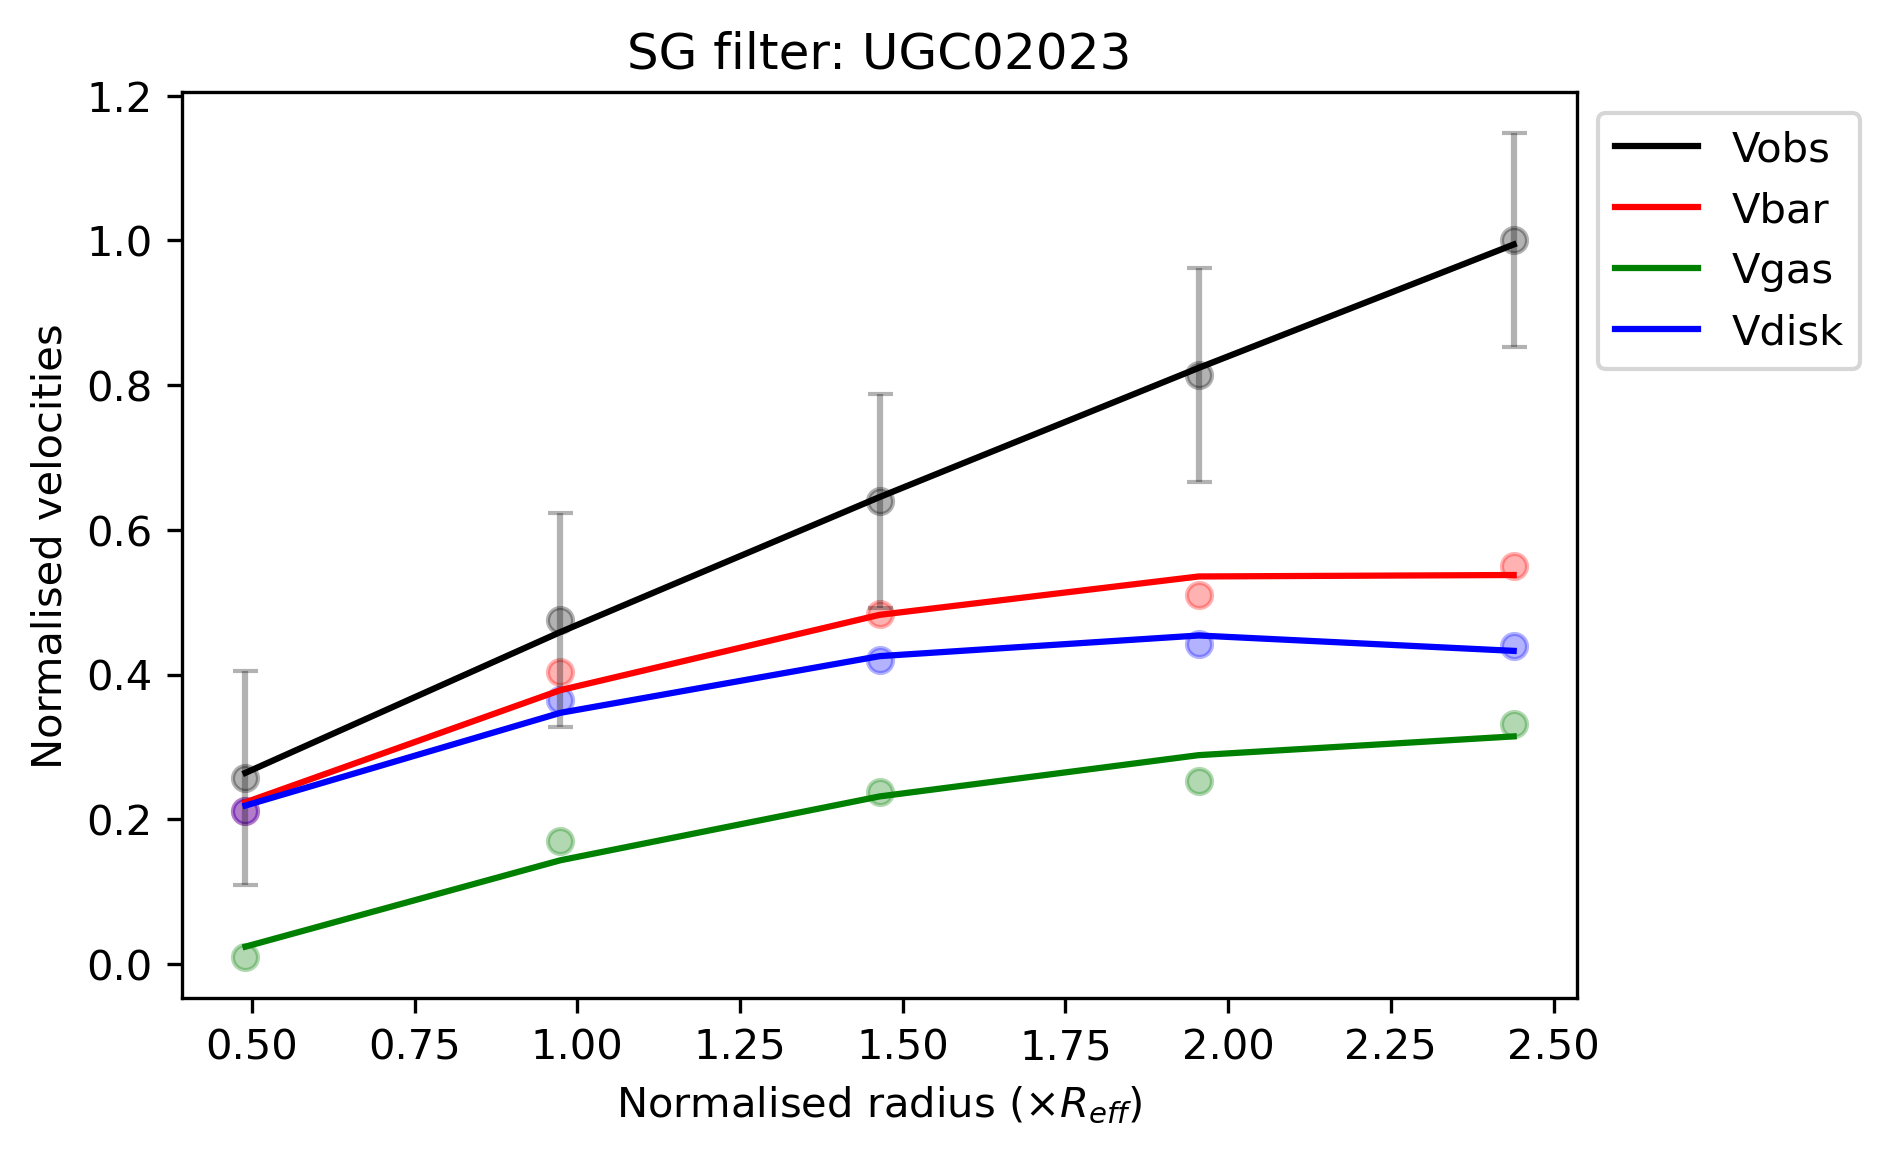 SG filter: UGC02023
1.2
1.0
0.8
0.6
0.4
0.2
0.0
Normalised velocities
0.50 0.75 1.00 1.25 1.50 1.75 2.00 2.25 2.50
Normalised radius (×R_eff)
Vobs
Vbar
Vgas
Vdisk